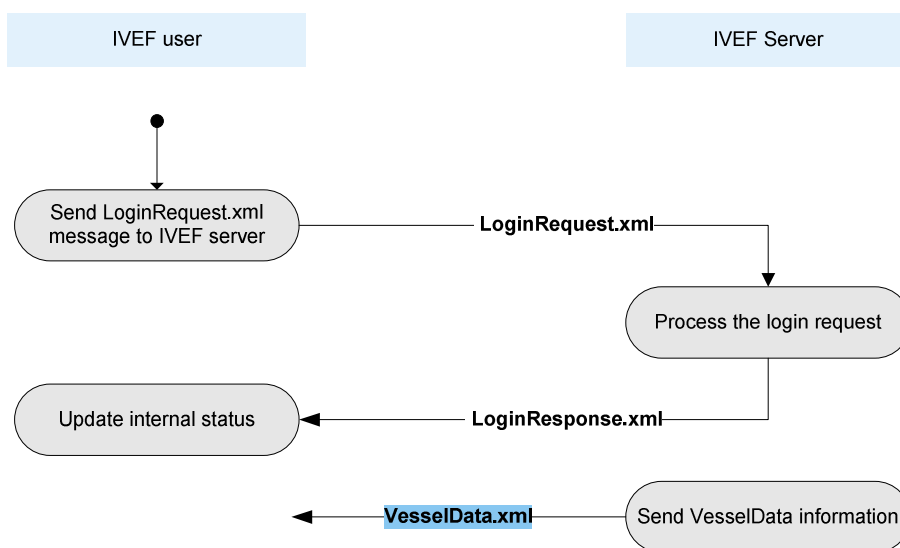 IVEF user
IVEF Server
Send LoginRequest.xml
message to IVEF server
LoginRequest.xml
Process the login request
Update internal status
LoginResponse.xml
VesselData.xml
Send VesselData information